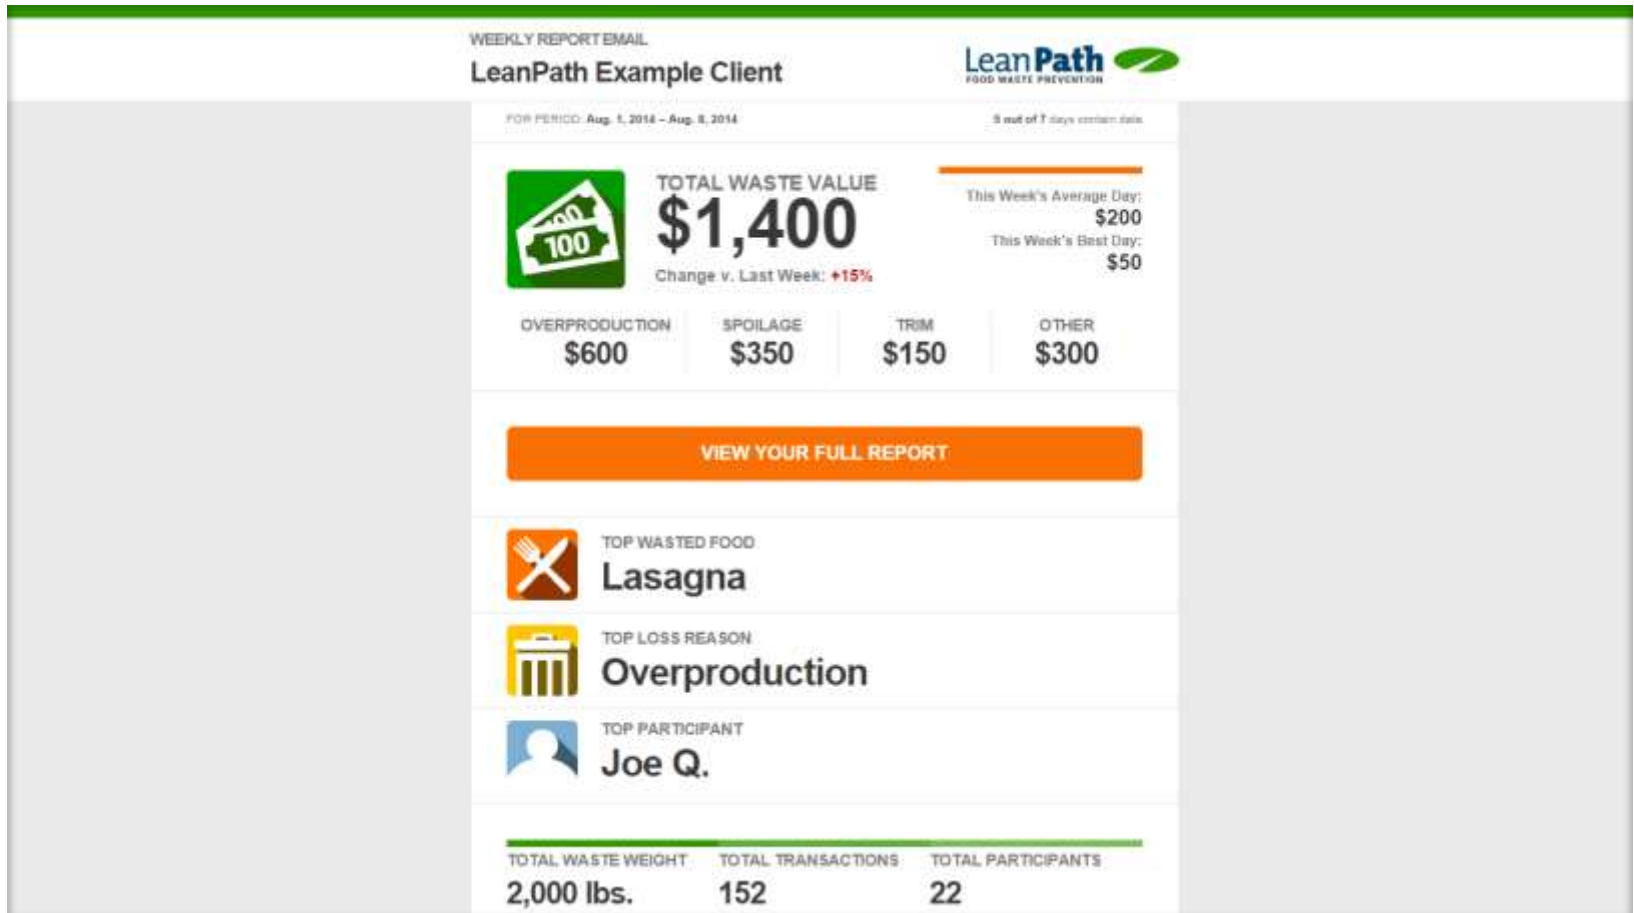 WEEKLY REPORT EMAIL
LeanPath Example Client
LeanPath
FOOD WASTE PREVENTION
FOR PERIOD: Aug. 1, 2014 – Aug. 8, 2014
5 out of 7 days contain data
TOTAL WASTE VALUE
$1,400
Change v. Last Week: +15%
This Week's Average Day:
$200
This Week's Best Day:
$50
100
100
OVERPRODUCTION SPOILAGE TRIM OTHER
$600 $350 $150 $300
VIEW YOUR FULL REPORT
TOP WASTED FOOD
Lasagna
TOP LOSS REASON
Overproduction
TOP PARTICIPANT
Joe Q.
TOTAL WASTE WEIGHT TOTAL TRANSACTIONS TOTAL PARTICIPANTS
2,000 lbs. 152 22